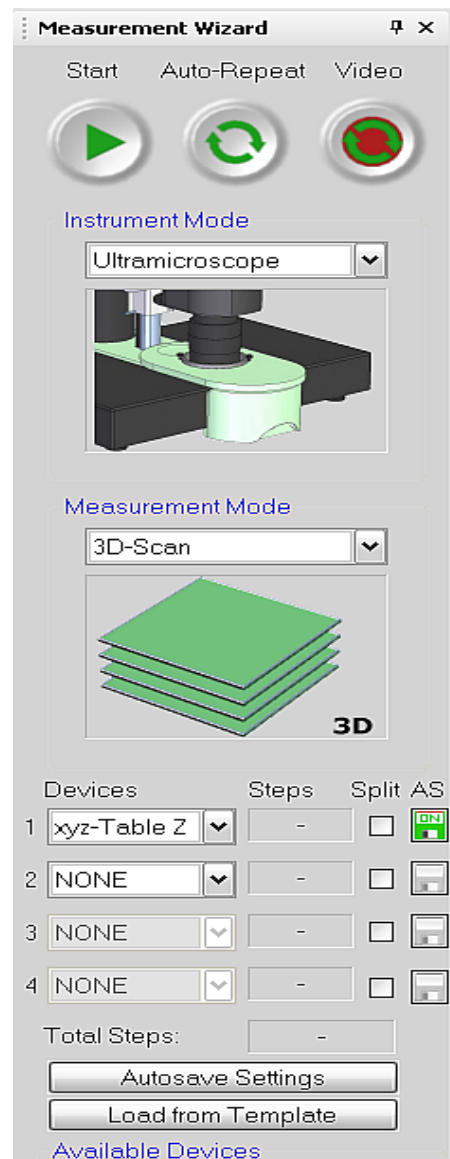 Measurement Wizard
Start Auto-Repeat Video
Instrument Mode
Ultramicroscope
Measurement Mode
3D-Scan
3D
Devices Steps Split AS
1 xyz-Table Z - ON
2 NONE -
3 NONE -
4 NONE -
Total Steps: -
Autosave Settings
Load from Template
Available Devices